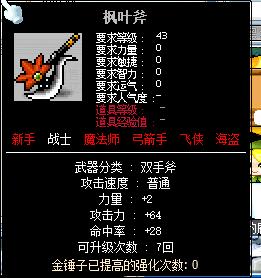 枫叶斧
要求等级： 43
要求力量： 0
要求敏捷： 0
要求智力： 0
要求运气： 0
要求人气度： -
道具等级： -
道具经验值： -
新手 战士 魔法师 弓箭手 飞侠 海盗
武器分类 : 双手斧
攻击速度 : 普通
力量 : +2
攻击力 : +64
命中率 : +28
可升级次数 : 7回
金锤子已提高的强化次数: 0